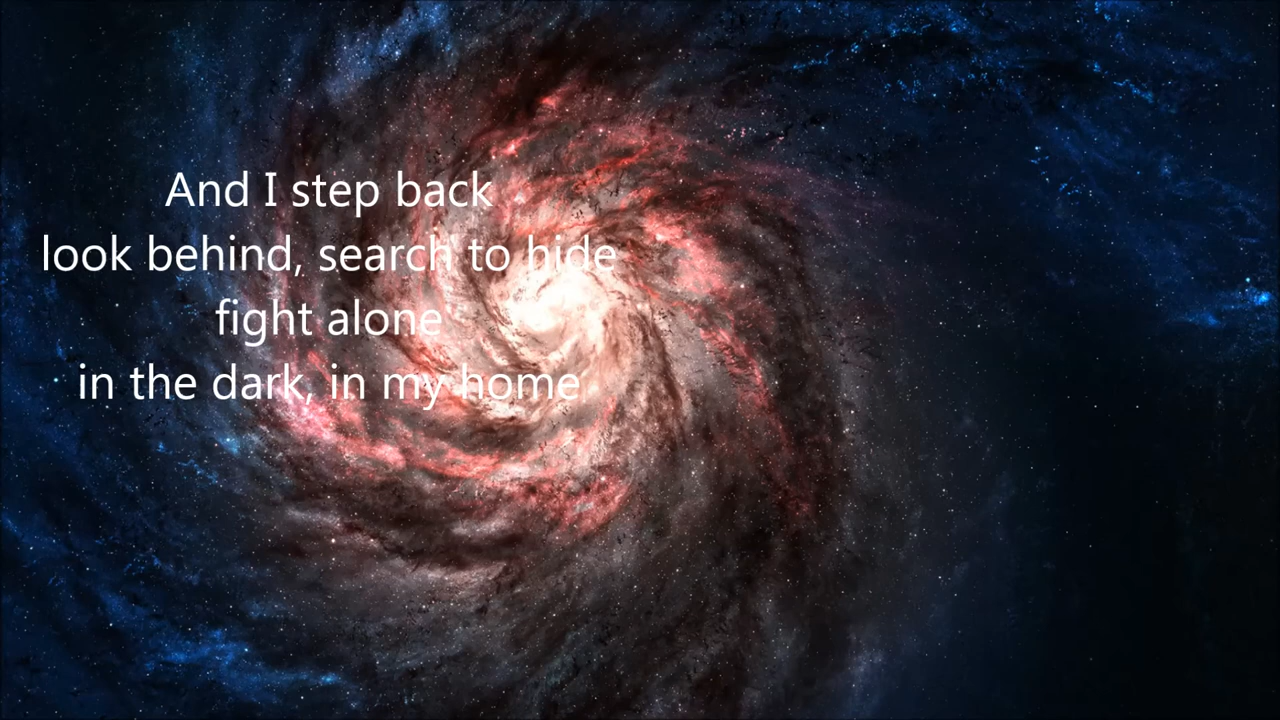 And I step back
look behind, search to hide
fight alone
in the dark, in my home